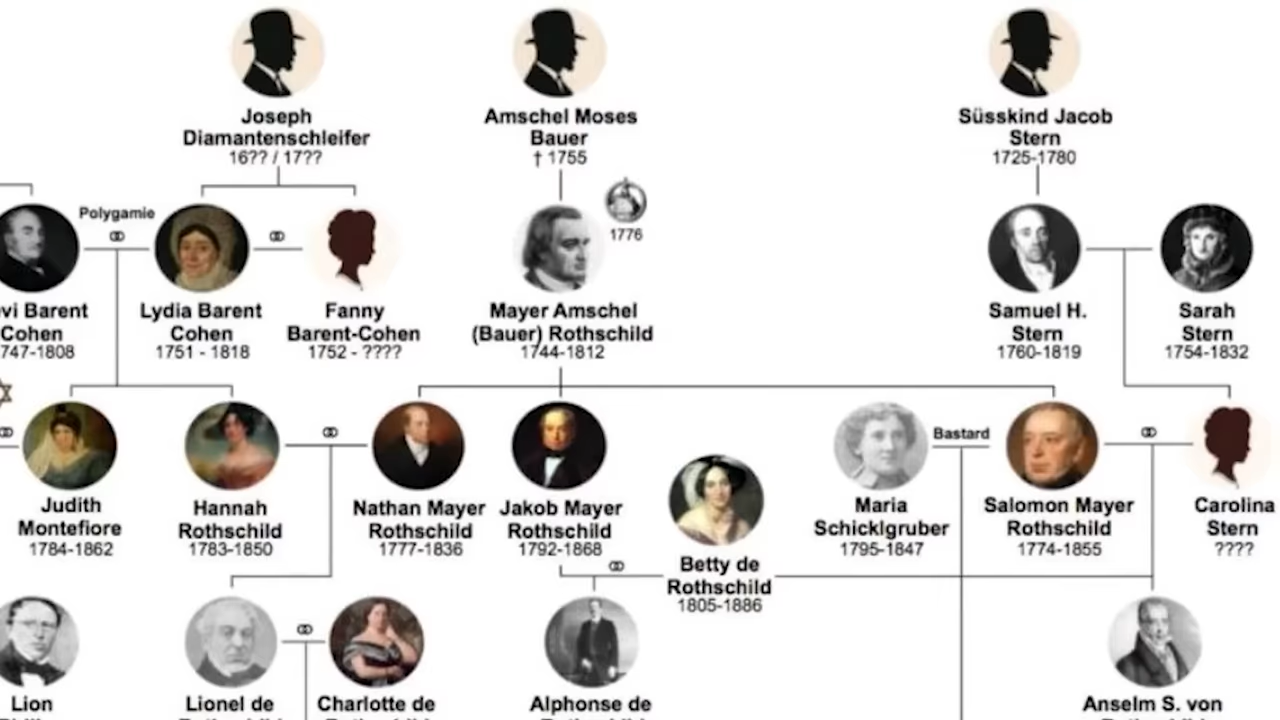 Joseph
Diamantenschleifer
16?? / 17??
Amschel Moses
Bauer
† 1755
Süsskind Jacob
Stern
1725-1780
Polygamie
1776
vi Barent
Cohen
747-1808
Lydia Barent
Cohen
1751 - 1818
Fanny
Barent-Cohen
1752 - ????
Mayer Amschel
(Bauer) Rothschild
1744-1812
Samuel H.
Stern
1760-1819
Sarah
Stern
1754-1832
Bastard
Judith
Montefiore
1784-1862
Hannah
Rothschild
1783-1850
Nathan Mayer
Rothschild
1777-1836
Jakob Mayer
Rothschild
1792-1868
Betty de
Rothschild
1805-1886
Maria
Schicklgruber
1795-1847
Salomon Mayer
Rothschild
1774-1855
Carolina
Stern
????
Lion
Lionel de
Charlotte de
Alphonse de
Anselm S. von